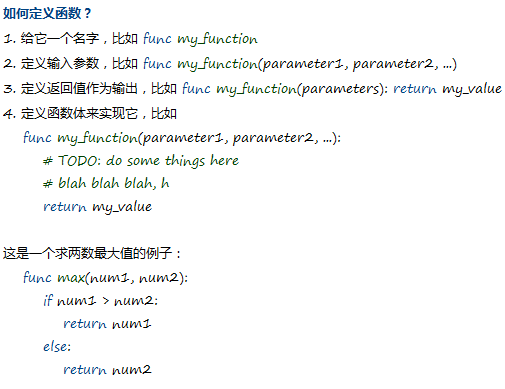 如何定义函数？
1. 给它一个名字，比如 func my_function
2. 定义输入参数，比如 func my_function(parameter1, parameter2, ...)
3. 定义返回值作为输出，比如 func my_function(parameters): return my_value
4. 定义函数体来实现它，比如
func my_function(parameter1, parameter2, ...):
# TODO: do some things here
# blah blah blah, h
return my_value
这是一个求两数最大值的例子：
func max(num1, num2):
if num1 > num2:
return num1
else:
return num2